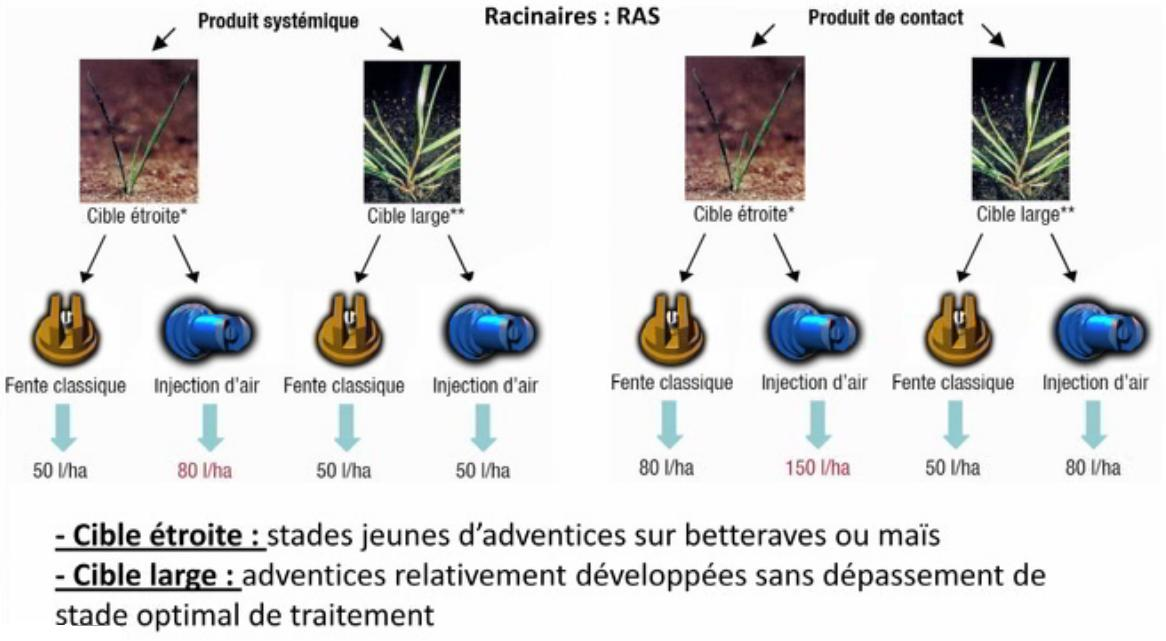 Produit systémique Racinaires : RAS Produit de contact
Cible étroite* Cible large** Cible étroite* Cible large**
Fente classique Injection d'air Fente classique Injection d'air Fente classique Injection d'air Fente classique Injection d'air
50 l/ha 80 l/ha 50 l/ha 50 l/ha 80 l/ha 150 l/ha 50 l/ha 80 l/ha
- Cible étroite : stades jeunes d'adventices sur betteraves ou maïs
- Cible large : adventices relativement développées sans dépassement de
stade optimal de traitement